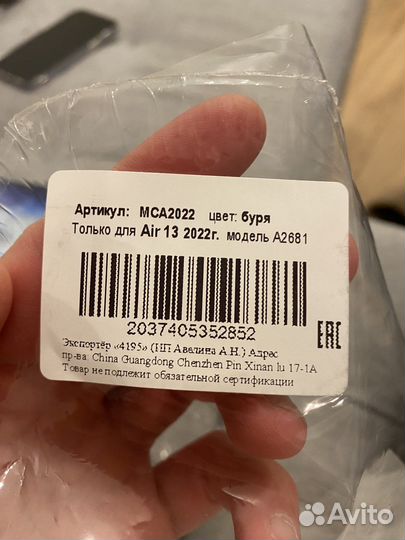 Артикул: MCA2022 цвет: буря
Только для Air 13 2022г. модель A2681
2037405352852
EAC
Экспортёр «4195» (ИП Авелина А.Н.) Адрес
пр-ва: China Guangdong Chenzhen Pin Xinan lu 17-1A
Товар не подлежит обязательной сертификации
Avito